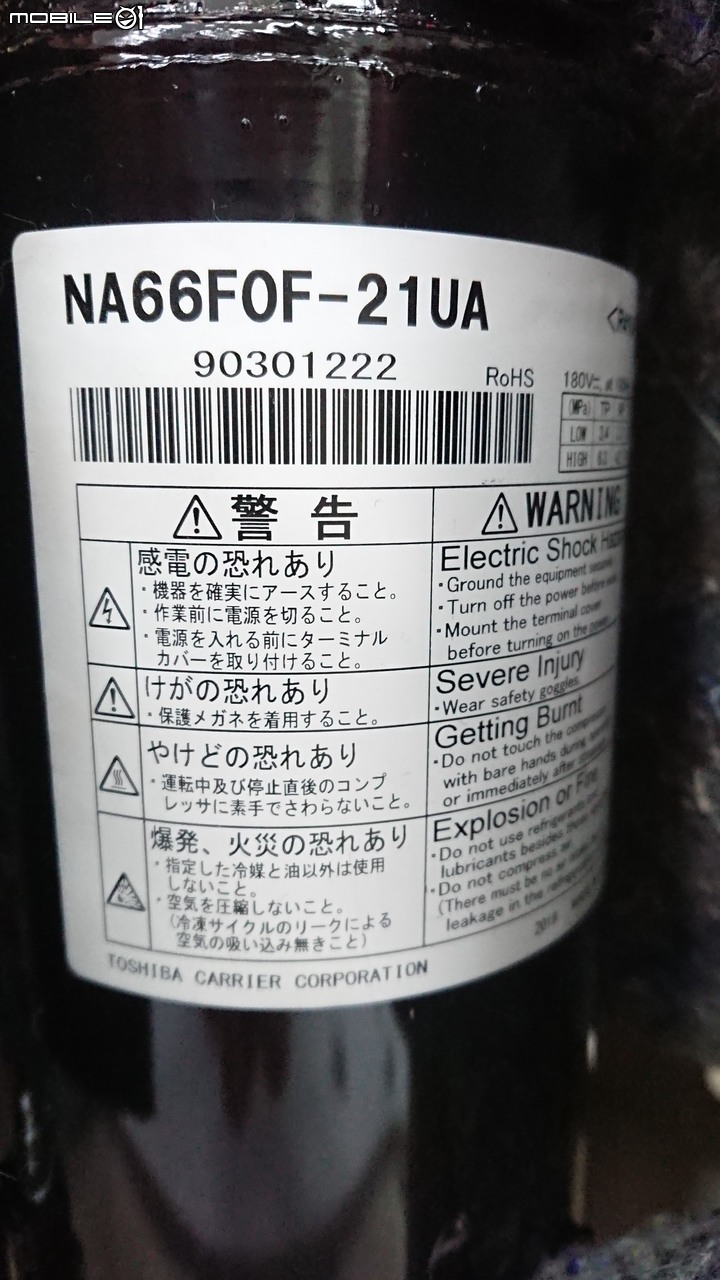 MOBILE01
NA66F0F-21UA
90301222
RoHS
180V
(MPa) TP
LOW
HIGH
警告
感電の恐れあり
・機器を確実にアースすること。
・作業前に電源を切ること。
・電源を入れる前にターミナル
カバーを取り付けること。
けがの恐れあり
・保護メガネを着用すること。
やけどの恐れあり
・運転中及び停止直後のコンプ
レッサに素手でさわらないこと。
爆発、火災の恐れあり
・指定した冷媒と油以外は使用
しないこと。
・空気を圧縮しないこと。
(冷凍サイクルのリークによる
空気の吸い込み無きこと)
WARNING
Electric Shock
・Ground the equipment
・Turn off the power before
・Mount the terminal cover
before turning on the power.
Severe Injury
・Wear safety goggles.
Getting Burnt
・Do not touch the
with bare hands during
or immediately after
Explosion or Fire
・Do not use refrigerants
lubricants besides
・Do not compress
(There must be no
leakage in the
TOSHIBA CARRIER CORPORATION
2018